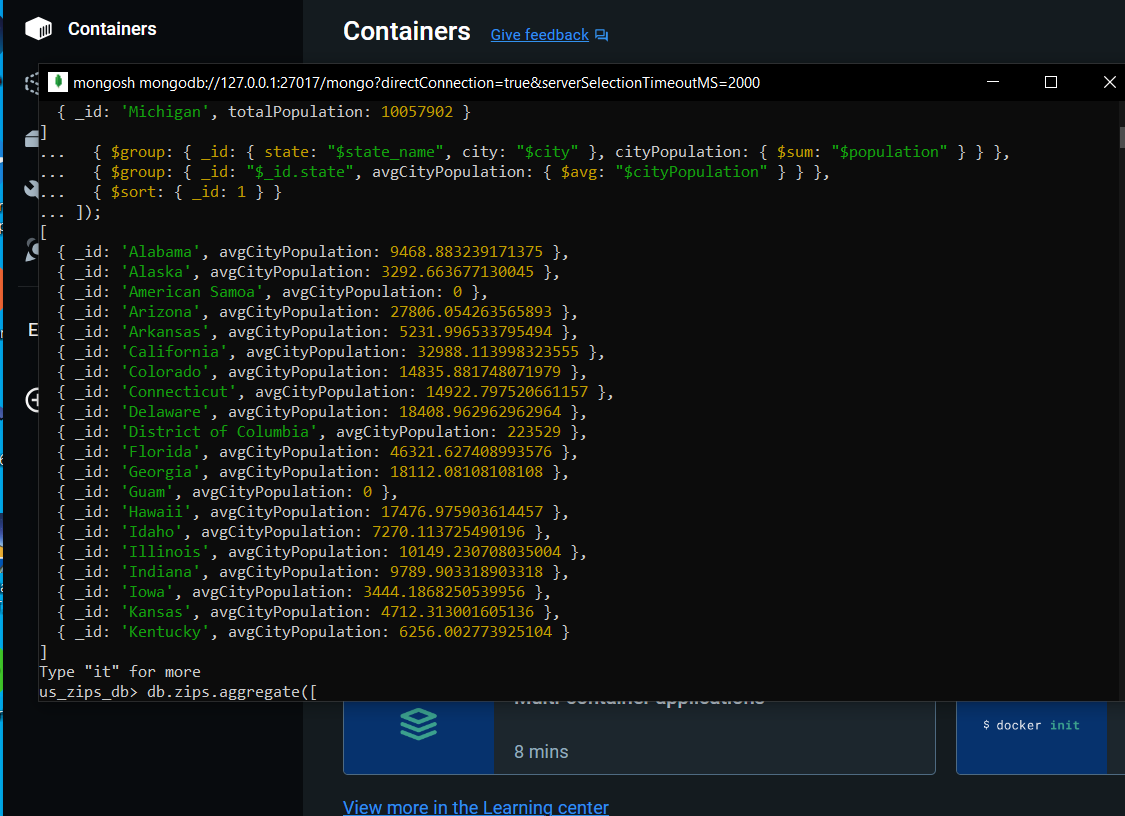 Containers
Containers Give feedback
mongosh mongodb://127.0.0.1:27017/mongo?directConnection=true&serverSelectionTimeoutMS=2000
{ _id: 'Michigan', totalPopulation: 10057902 }
]
... { $group: { _id: { state: "$state_name", city: "$city" }, cityPopulation: { $sum: "$population" } } },
... { $group: { _id: "$_id.state", avgCityPopulation: { $avg: "$cityPopulation" } } },
... { $sort: { _id: 1 } }
... ]);
[
{ _id: 'Alabama', avgCityPopulation: 9468.883239171375 },
{ _id: 'Alaska', avgCityPopulation: 3292.663677130045 },
{ _id: 'American Samoa', avgCityPopulation: 0 },
{ _id: 'Arizona', avgCityPopulation: 27806.054263565893 },
{ _id: 'Arkansas', avgCityPopulation: 5231.996533795494 },
{ _id: 'California', avgCityPopulation: 32988.113998323555 },
{ _id: 'Colorado', avgCityPopulation: 14835.881748071979 },
{ _id: 'Connecticut', avgCityPopulation: 14922.797520661157 },
{ _id: 'Delaware', avgCityPopulation: 18408.962962962964 },
{ _id: 'District of Columbia', avgCityPopulation: 223529 },
{ _id: 'Florida', avgCityPopulation: 46321.627408993576 },
{ _id: 'Georgia', avgCityPopulation: 18112.08108108108 },
{ _id: 'Guam', avgCityPopulation: 0 },
{ _id: 'Hawaii', avgCityPopulation: 17476.975903614457 },
{ _id: 'Idaho', avgCityPopulation: 7270.113725490196 },
{ _id: 'Illinois', avgCityPopulation: 10149.230708035004 },
{ _id: 'Indiana', avgCityPopulation: 9789.903318903318 },
{ _id: 'Iowa', avgCityPopulation: 3444.1868250539956 },
{ _id: 'Kansas', avgCityPopulation: 4712.313001605136 },
{ _id: 'Kentucky', avgCityPopulation: 6256.002773925104 }
]
Type "it" for more
us_zips_db> db.zips.aggregate([
Multi-container applications
8 mins
$ docker init
View more in the Learning center